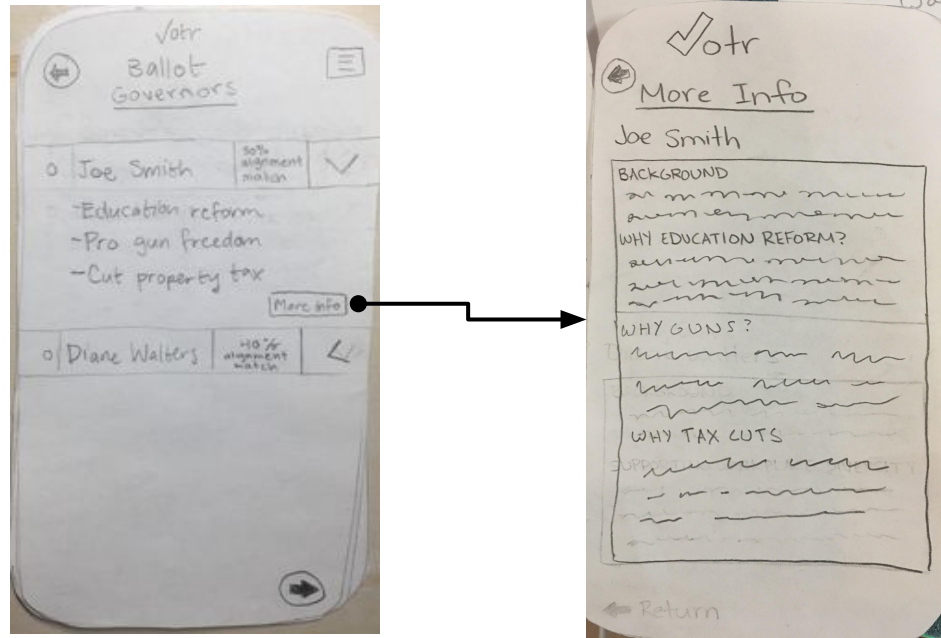 Votr
Ballot
Governors
o Joe Smith 50% alignment match
-Education reform
-Pro gun freedom
-Cut property tax
More info
o Diane Walters 40% alignment match
Votr
More Info
Joe Smith
BACKGROUND
WHY EDUCATION REFORM?
WHY GUNS?
WHY TAX CUTS
Return